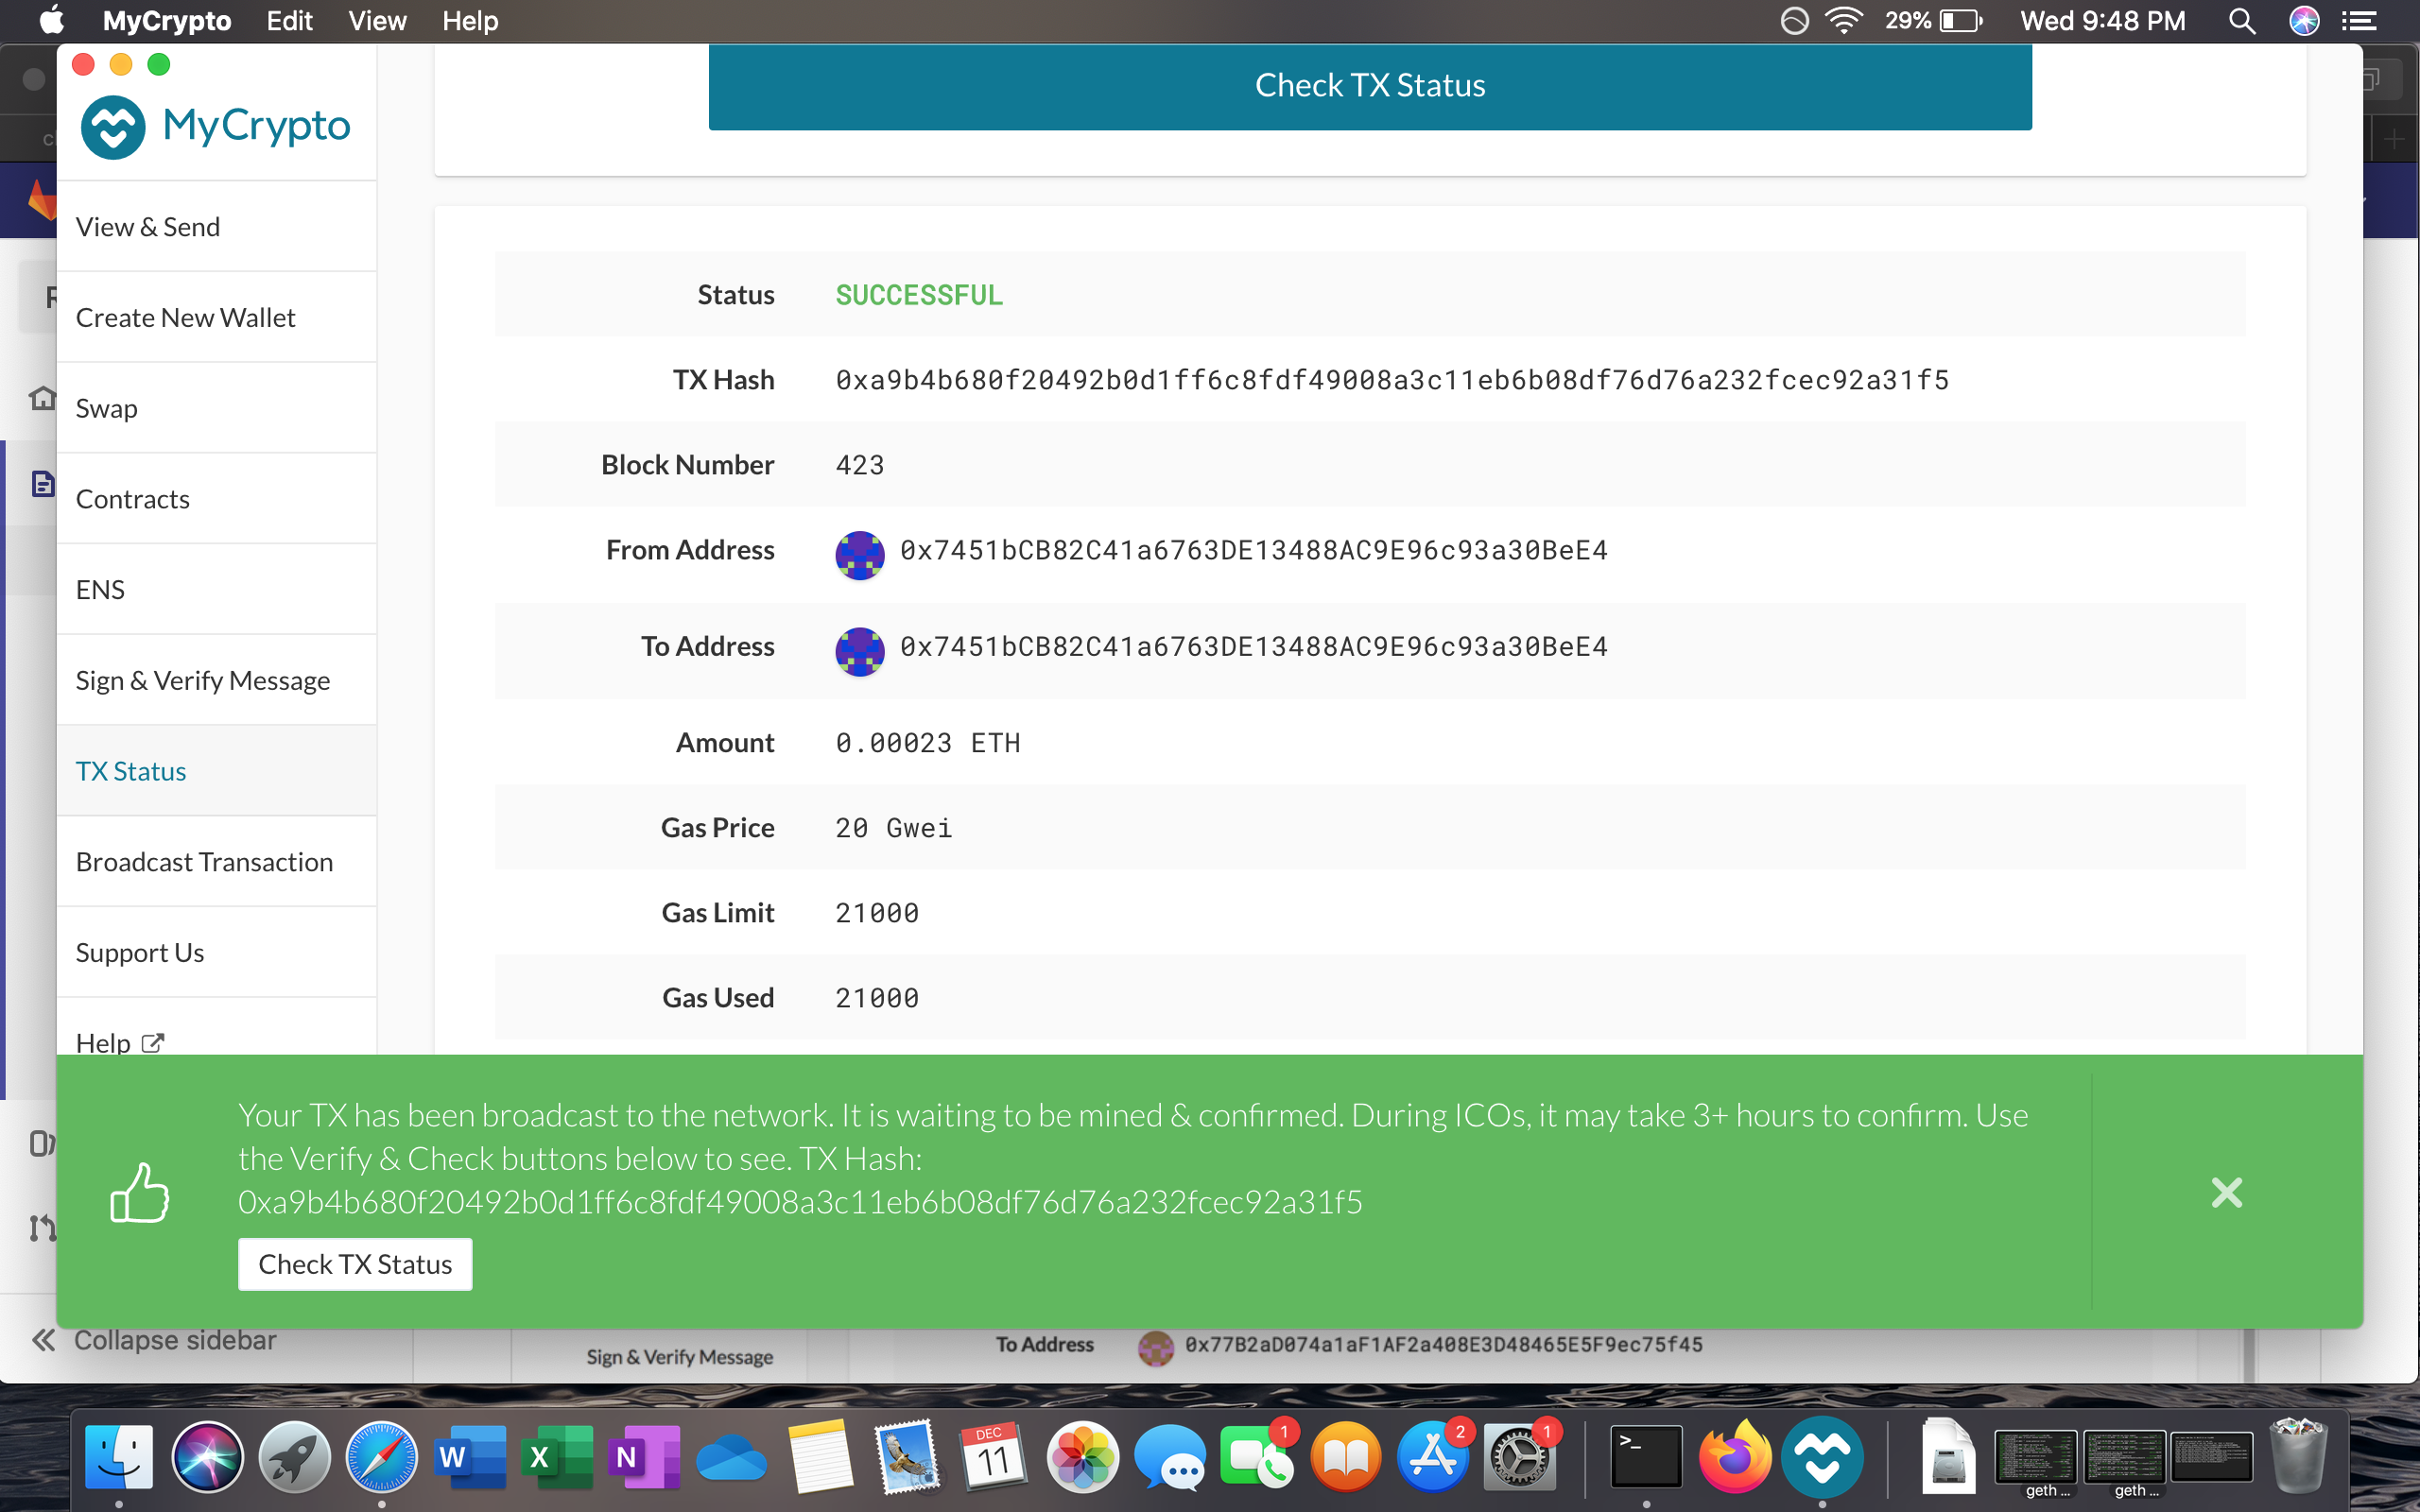 MyCrypto Edit View Help 29% Wed 9:48 PM
MyCrypto
Check TX Status
View & Send
Create New Wallet
Swap
Contracts
ENS
Sign & Verify Message
TX Status
Broadcast Transaction
Support Us
Help
Status SUCCESSFUL
TX Hash 0xa9b4b680f20492b0d1ff6c8fdf49008a3c11eb6b08df76d76a232fcec92a31f5
Block Number 423
From Address 0x7451bCB82C41a6763DE13488AC9E96c93a30BeE4
To Address 0x7451bCB82C41a6763DE13488AC9E96c93a30BeE4
Amount 0.00023 ETH
Gas Price 20 Gwei
Gas Limit 21000
Gas Used 21000
Your TX has been broadcast to the network. It is waiting to be mined & confirmed. During ICOs, it may take 3+ hours to confirm. Use
the Verify & Check buttons below to see. TX Hash:
0xa9b4b680f20492b0d1ff6c8fdf49008a3c11eb6b08df76d76a232fcec92a31f5
Check TX Status
Collapse sidebar
Sign & Verify Message
To Address 0x77B2aD074a1aF1AF2a408E3D48465E5F9ec75f45
W X N DEC 11 1 2 1 >_
geth ... geth ...